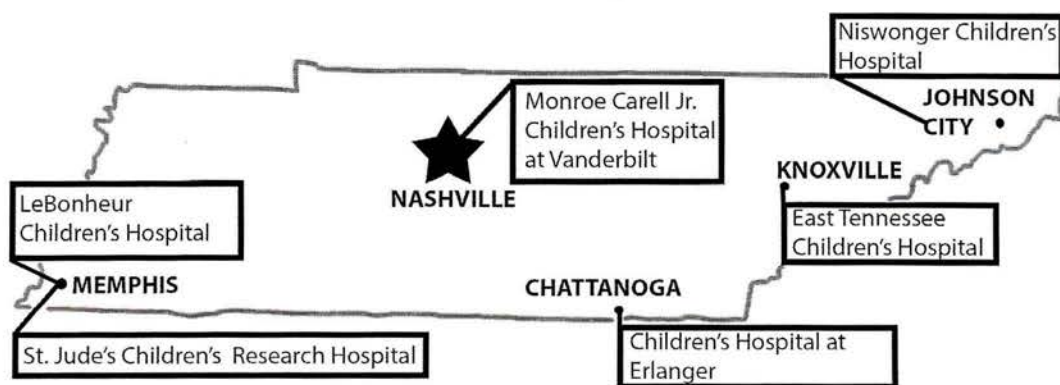 Niswonger Children's
Hospital
JOHNSON
CITY
Monroe Carell Jr.
Children's Hospital
at Vanderbilt
NASHVILLE
KNOXVILLE
East Tennessee
Children's Hospital
LeBonheur
Children's Hospital
MEMPHIS
St. Jude's Children's Research Hospital
CHATTANOGA
Children's Hospital at
Erlanger